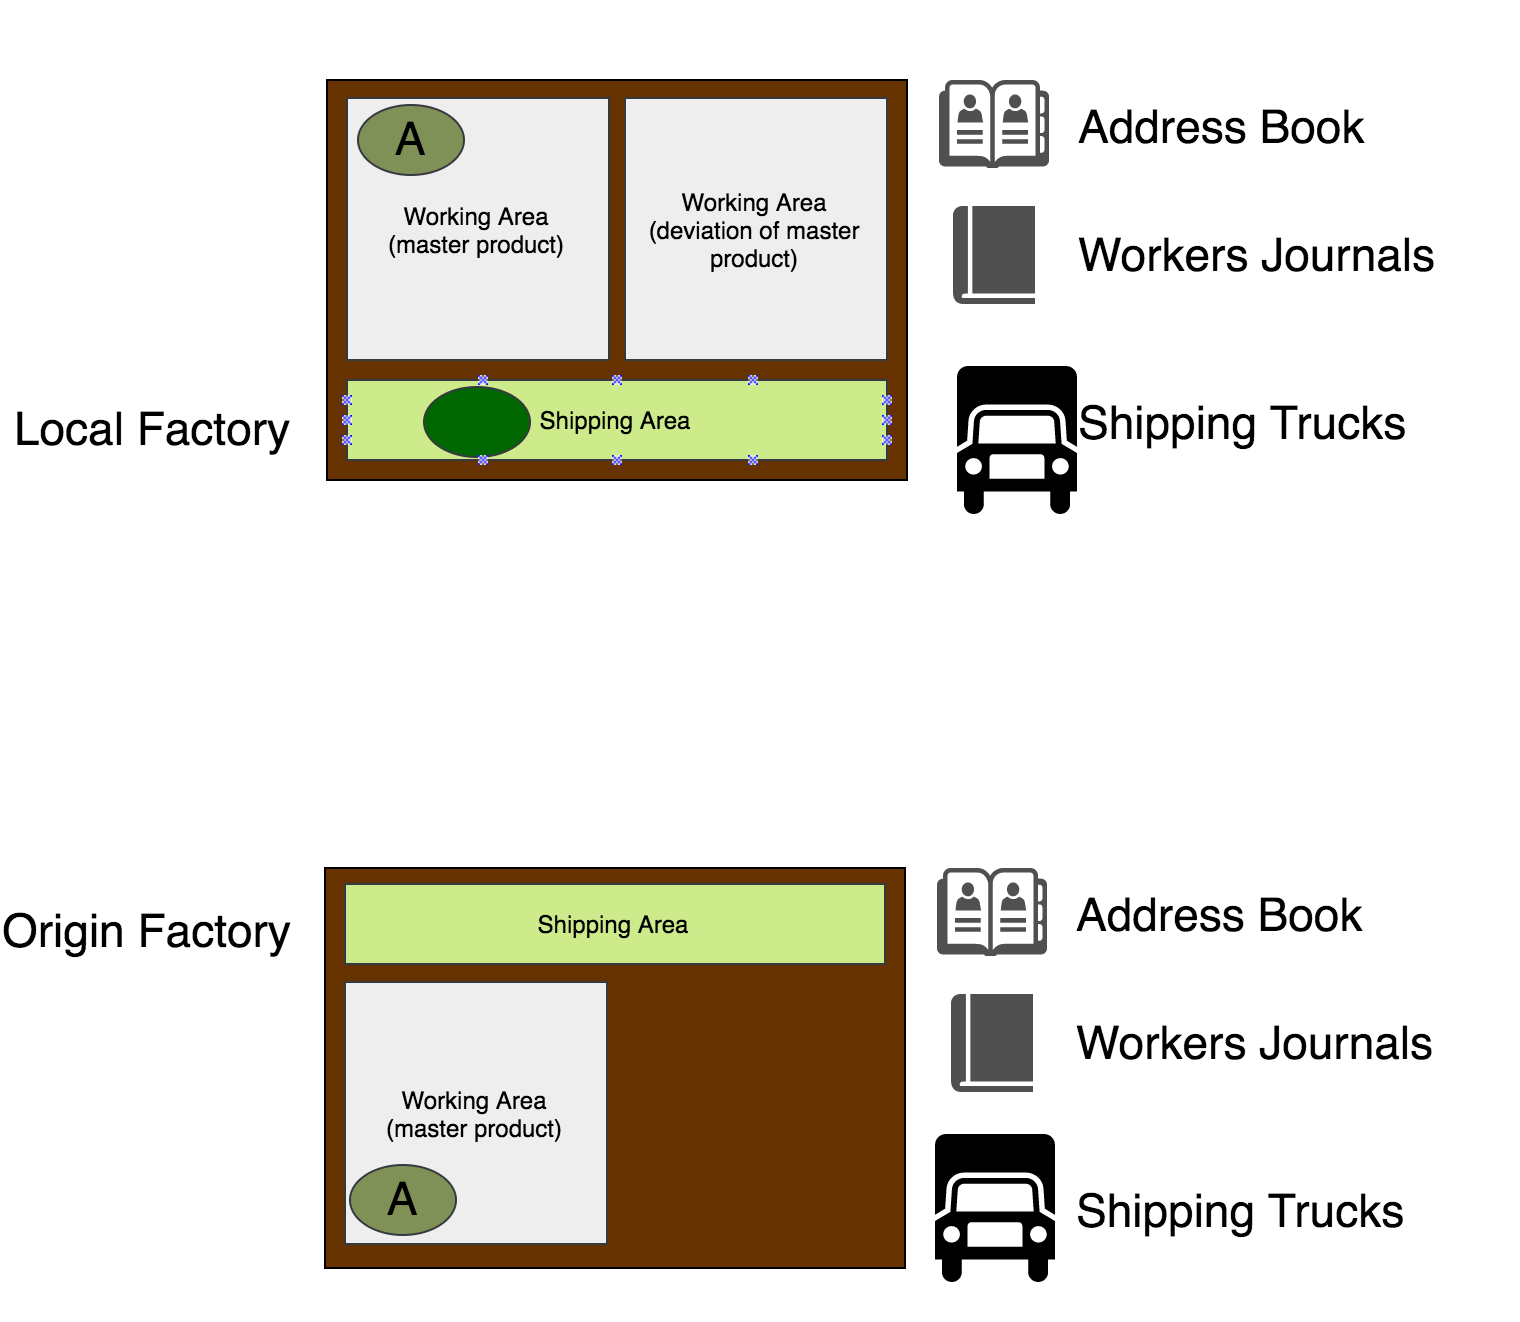 A
Working Area
(master product)
Working Area
(deviation of master
product)
Shipping Area
Local Factory
Address Book
Workers Journals
Shipping Trucks
Origin Factory
Shipping Area
Working Area
(master product)
A
Address Book
Workers Journals
Shipping Trucks